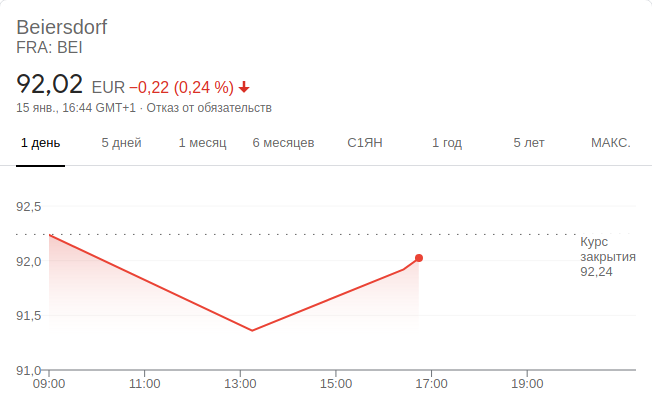 Beiersdorf
FRA: BEI
92,02 EUR −0,22 (0,24 %)
15 янв., 16:44 GMT+1 · Отказ от обязательств
1 день 5 дней 1 месяц 6 месяцев С1ЯН 1 год 5 лет МАКС.
92,5
Курс
закрытия
92,24
92,0
91,5
91,0
09:00 11:00 13:00 15:00 17:00 19:00